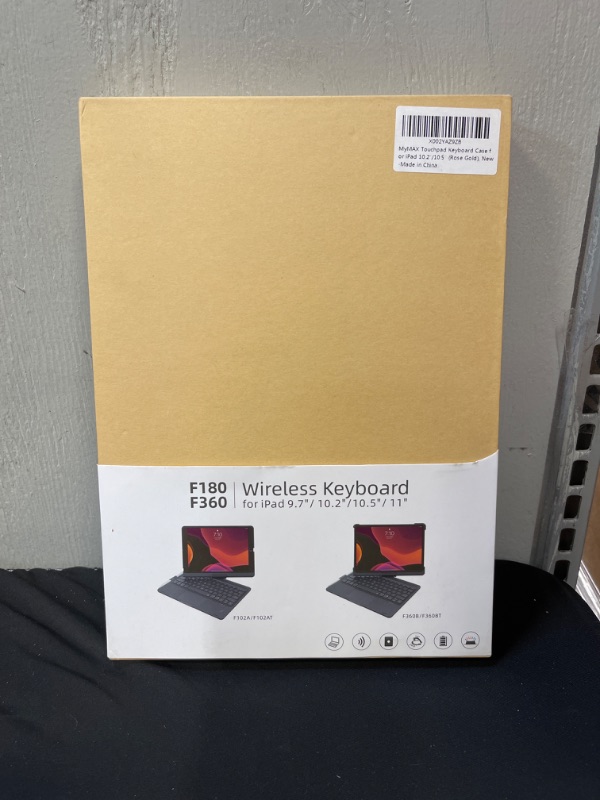 X002Y4Z9Z8
MyMAX Touchpad Keyboard Case f
or iPad 10.2"/10.5" (Rose Gold), New
Made in China
F180
F360
Wireless Keyboard
for iPad 9.7"/ 10.2"/10.5"/ 11"
F102A/F102AT
F360B/F360BT